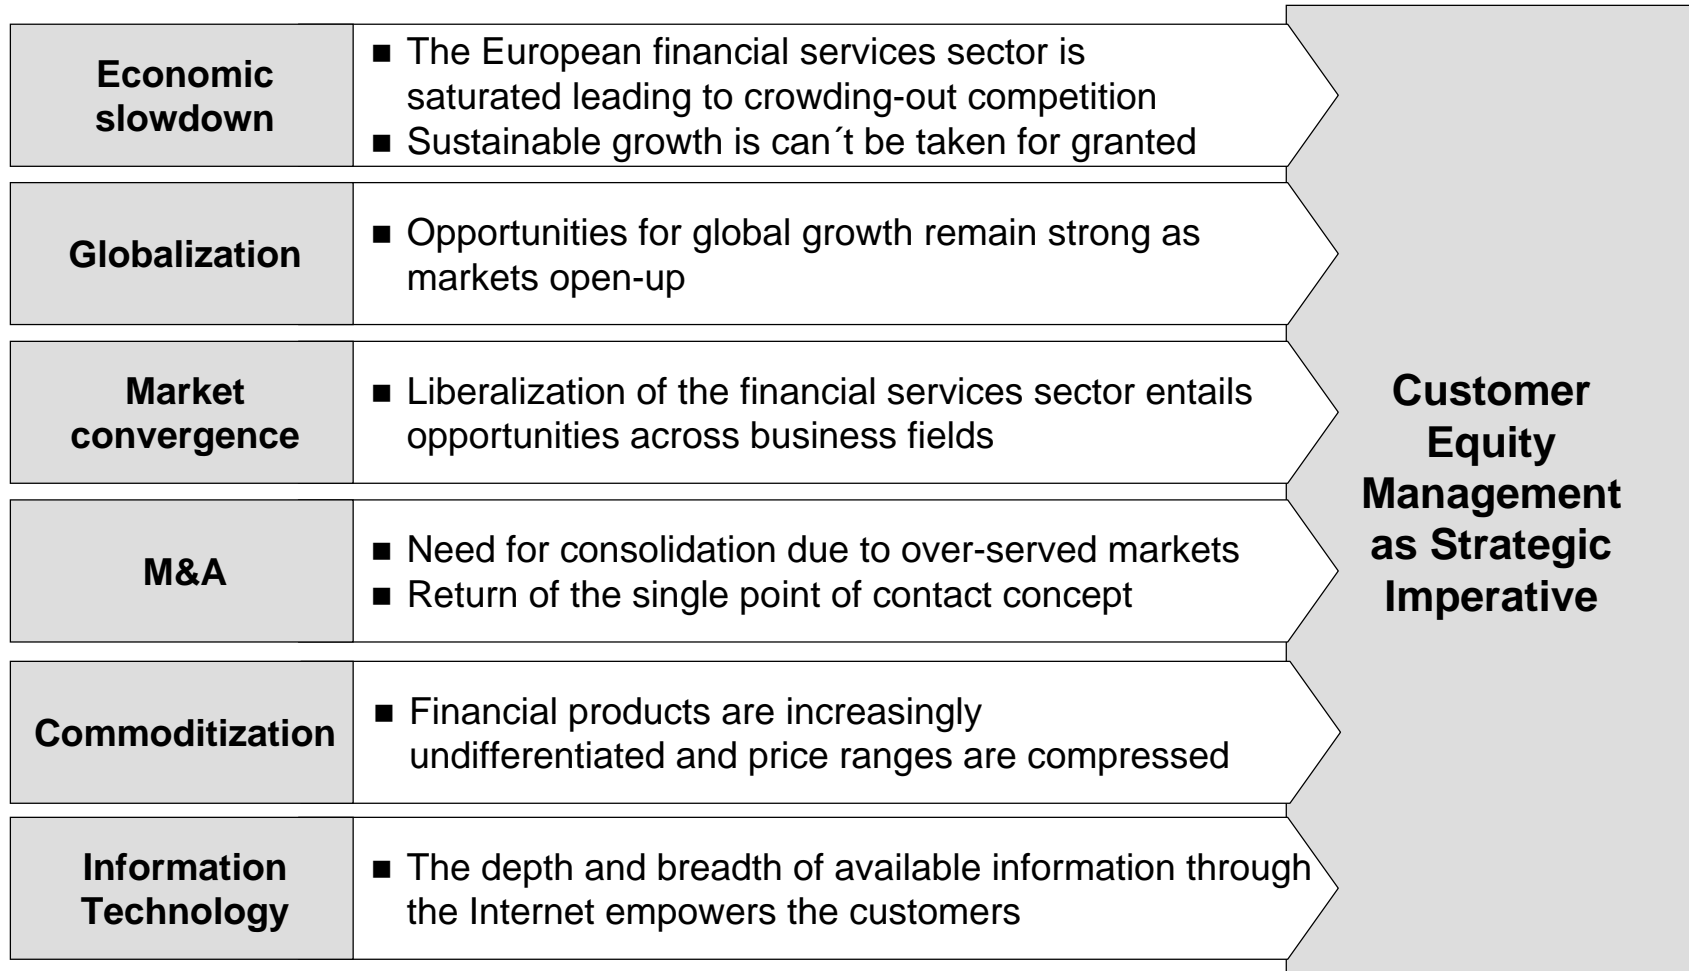 Economic
slowdown
■ The European financial services sector is
saturated leading to crowding-out competition
■ Sustainable growth is can´t be taken for granted
Globalization
■ Opportunities for global growth remain strong as
markets open-up
Market
convergence
■ Liberalization of the financial services sector entails
opportunities across business fields
M&A
■ Need for consolidation due to over-served markets
■ Return of the single point of contact concept
Commoditization
■ Financial products are increasingly
undifferentiated and price ranges are compressed
Information
Technology
■ The depth and breadth of available information through
the Internet empowers the customers
Customer
Equity
Management
as Strategic
Imperative